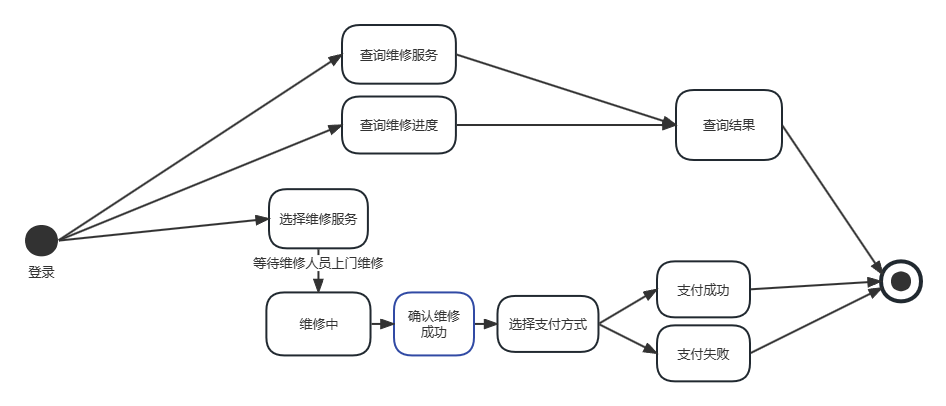 查询维修服务
查询维修进度
查询结果
选择维修服务
登录
等待维修人员上门维修
支付成功
维修中
确认维修
成功
选择支付方式
支付失败